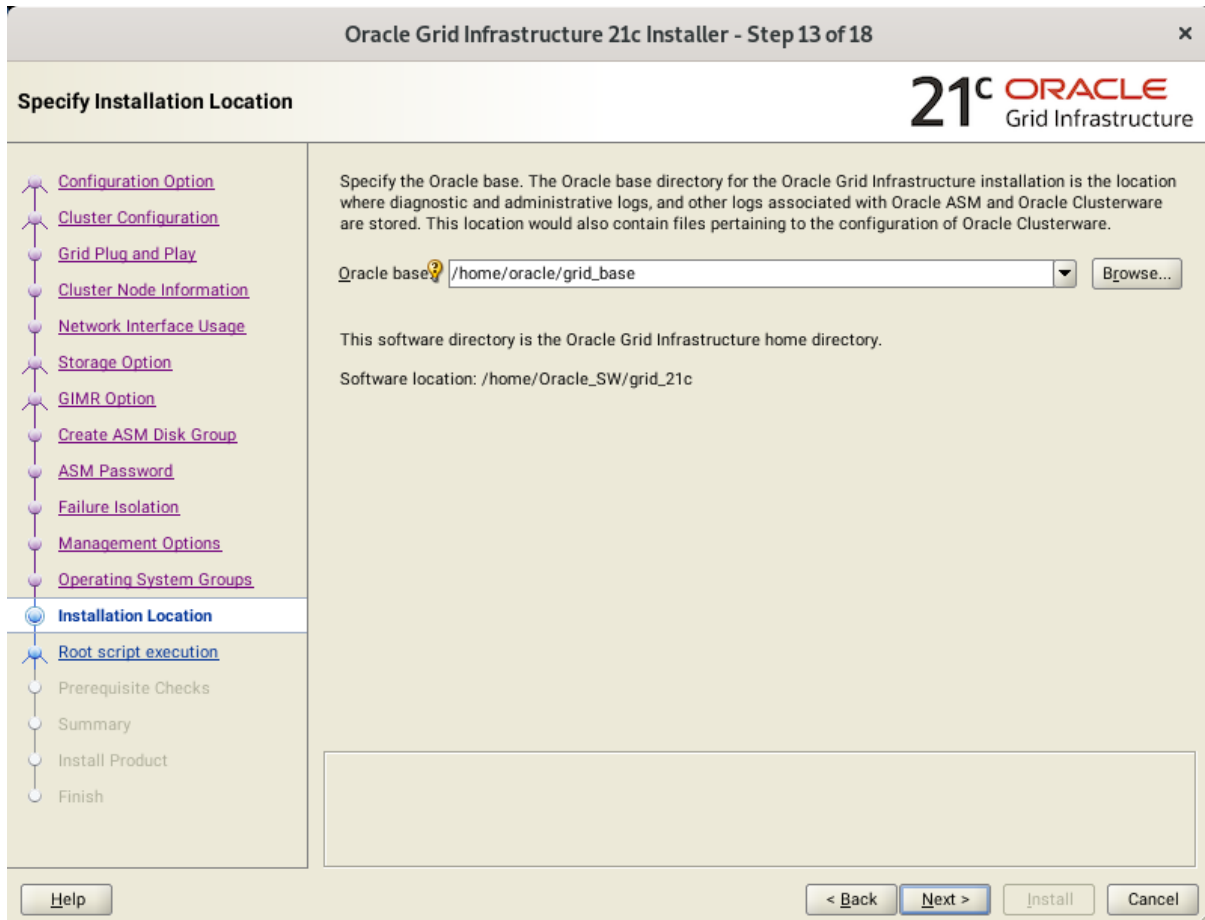 Oracle Grid Infrastructure 21c Installer - Step 13 of 18
Specify Installation Location
21c ORACLE
Grid Infrastructure
Configuration Option
Cluster Configuration
Grid Plug and Play
Cluster Node Information
Network Interface Usage
Storage Option
GIMR Option
Create ASM Disk Group
ASM Password
Failure Isolation
Management Options
Operating System Groups
Installation Location
Root script execution
Prerequisite Checks
Summary
Install Product
Finish
Specify the Oracle base. The Oracle base directory for the Oracle Grid Infrastructure installation is the location
where diagnostic and administrative logs, and other logs associated with Oracle ASM and Oracle Clusterware
are stored. This location would also contain files pertaining to the configuration of Oracle Clusterware.
Oracle base: /home/oracle/grid_base Browse...
This software directory is the Oracle Grid Infrastructure home directory.
Software location: /home/Oracle_SW/grid_21c
Help < Back Next > Install Cancel